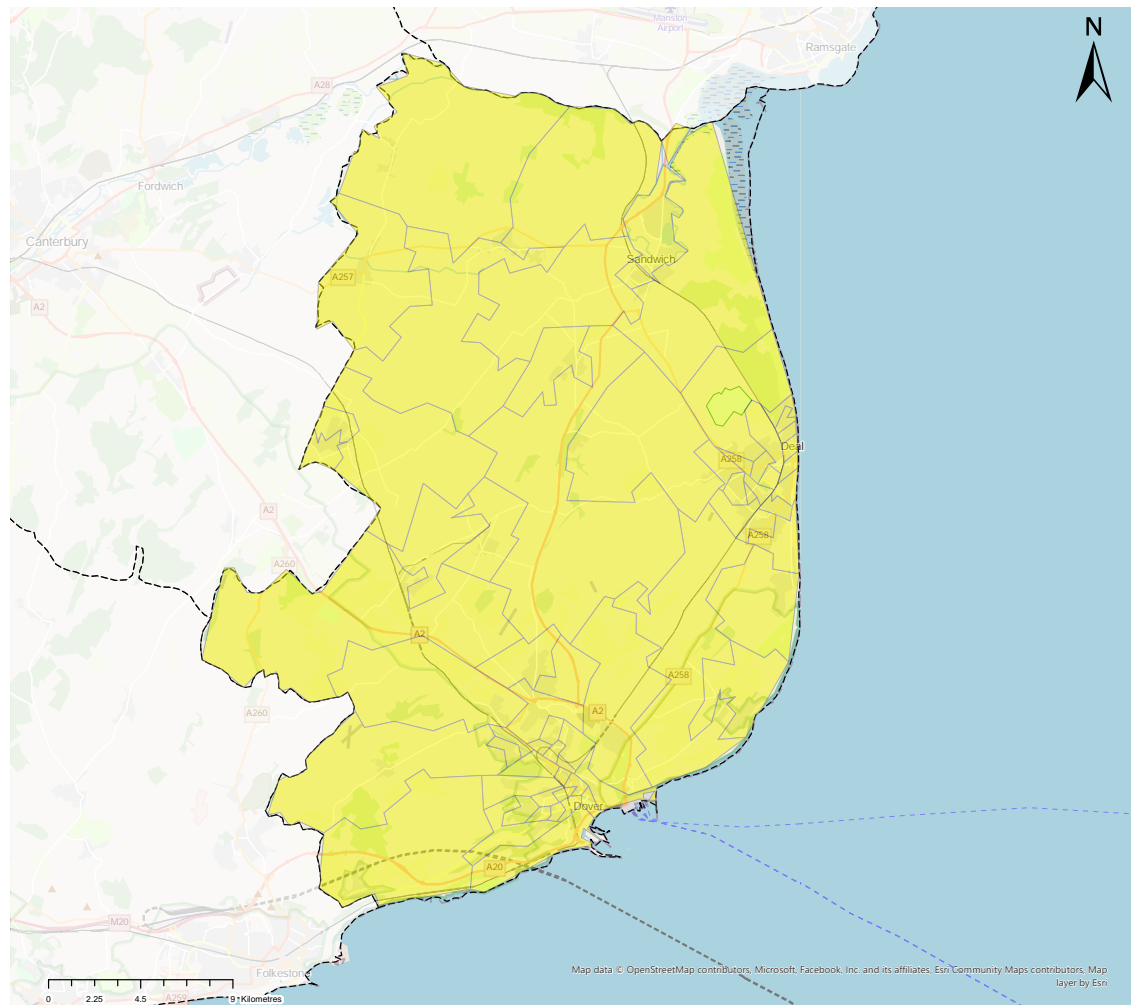 Manston
Airport
Ramsgate
N
A28
Fordwich
Canterbury
Sandwich
A257
A2
Deal
A258
A2
A258
A260
A2
A258
A260
A2
Dover
A20
M20
Folkestone
A259
0 2.25 4.5 9 Kilometres
Map data © OpenStreetMap contributors, Microsoft, Facebook, Inc. and its affiliates, Esri Community Maps contributors, Map
layer by Esri